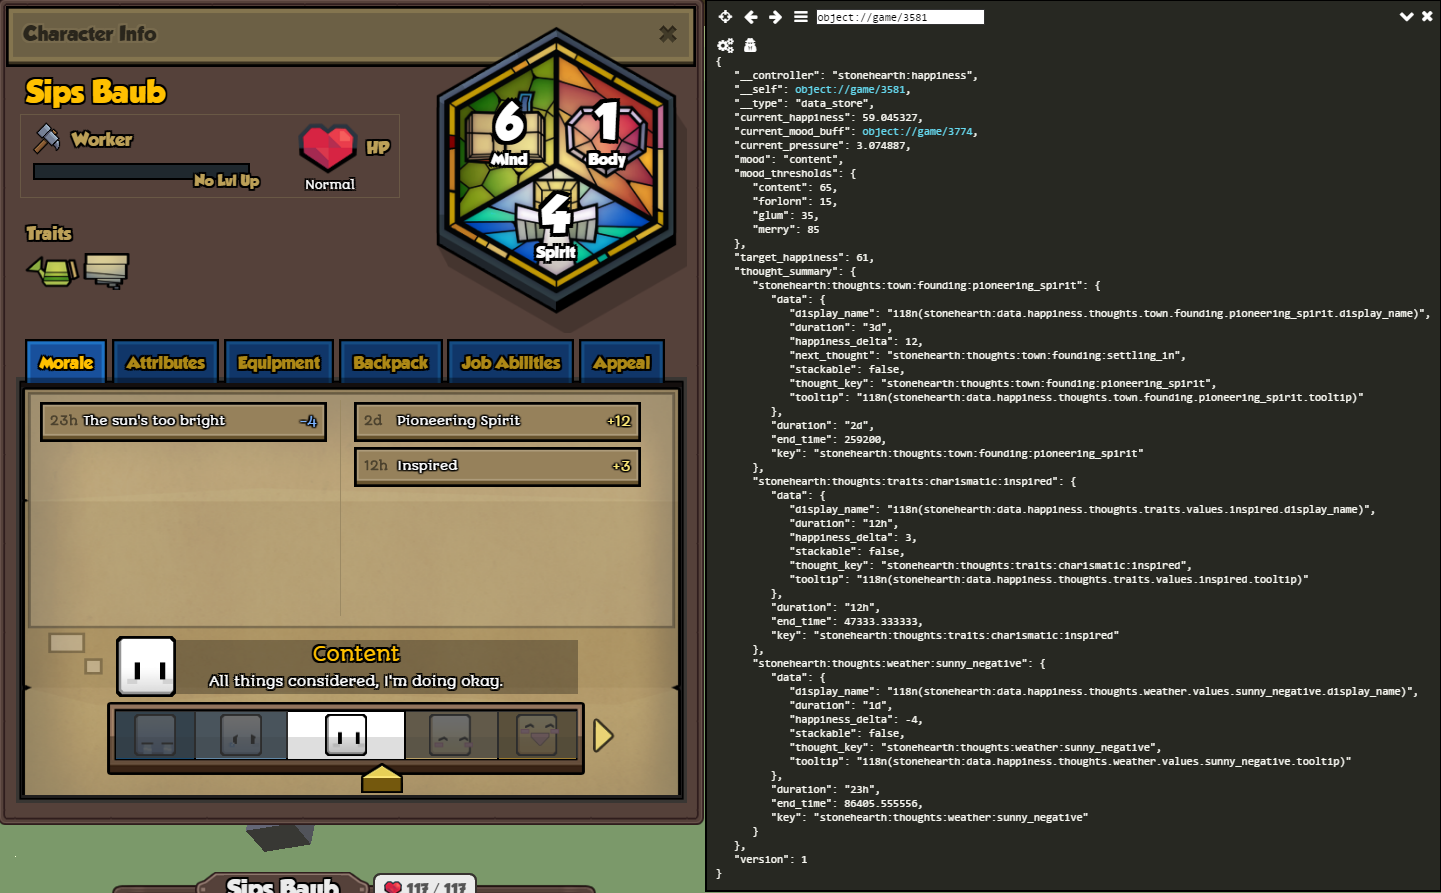 Character Info
Sips Baub
Worker
No Lvl Up
HP
Normal
6
Mind
1
Body
4
Spirit
Traits
Morale
Attributes
Equipment
Backpack
Job Abilities
Appeal
23h The sun's too bright -4
2d Pioneering Spirit +12
12h Inspired +3
Content
All things considered, I'm doing okay.
Sips Baub
117 / 117
object://game/3581
{
"__controller": "stonehearth:happiness",
"__self": object://game/3581,
"__type": "data_store",
"current_happiness": 59.045327,
"current_mood_buff": object://game/3774,
"current_pressure": 3.074887,
"mood": "content",
"mood_thresholds": {
"content": 65,
"forlorn": 15,
"glum": 35,
"merry": 85
},
"target_happiness": 61,
"thought_summary": {
"stonehearth:thoughts:town:founding:pioneering_spirit": {
"data": {
"display_name": "i18n(stonehearth:data.happiness.thoughts.town.founding.pioneering_spirit.display_name)",
"duration": "3d",
"happiness_delta": 12,
"next_thought": "stonehearth:thoughts:town:founding:settling_in",
"stackable": false,
"thought_key": "stonehearth:thoughts:town:founding:pioneering_spirit",
"tooltip": "i18n(stonehearth:data.happiness.thoughts.town.founding.pioneering_spirit.tooltip)"
},
"duration": "2d",
"end_time": 259200,
"key": "stonehearth:thoughts:town:founding:pioneering_spirit"
},
"stonehearth:thoughts:traits:charismatic:inspired": {
"data": {
"display_name": "i18n(stonehearth:data.happiness.thoughts.traits.values.inspired.display_name)",
"duration": "12h",
"happiness_delta": 3,
"stackable": false,
"thought_key": "stonehearth:thoughts:traits:charismatic:inspired",
"tooltip": "i18n(stonehearth:data.happiness.thoughts.traits.values.inspired.tooltip)"
},
"duration": "12h",
"end_time": 47333.333333,
"key": "stonehearth:thoughts:traits:charismatic:inspired"
},
"stonehearth:thoughts:weather:sunny_negative": {
"data": {
"display_name": "i18n(stonehearth:data.happiness.thoughts.weather.values.sunny_negative.display_name)",
"duration": "1d",
"happiness_delta": -4,
"stackable": false,
"thought_key": "stonehearth:thoughts:weather:sunny_negative",
"tooltip": "i18n(stonehearth:data.happiness.thoughts.weather.values.sunny_negative.tooltip)"
},
"duration": "23h",
"end_time": 86405.555556,
"key": "stonehearth:thoughts:weather:sunny_negative"
}
},
"version": 1
}